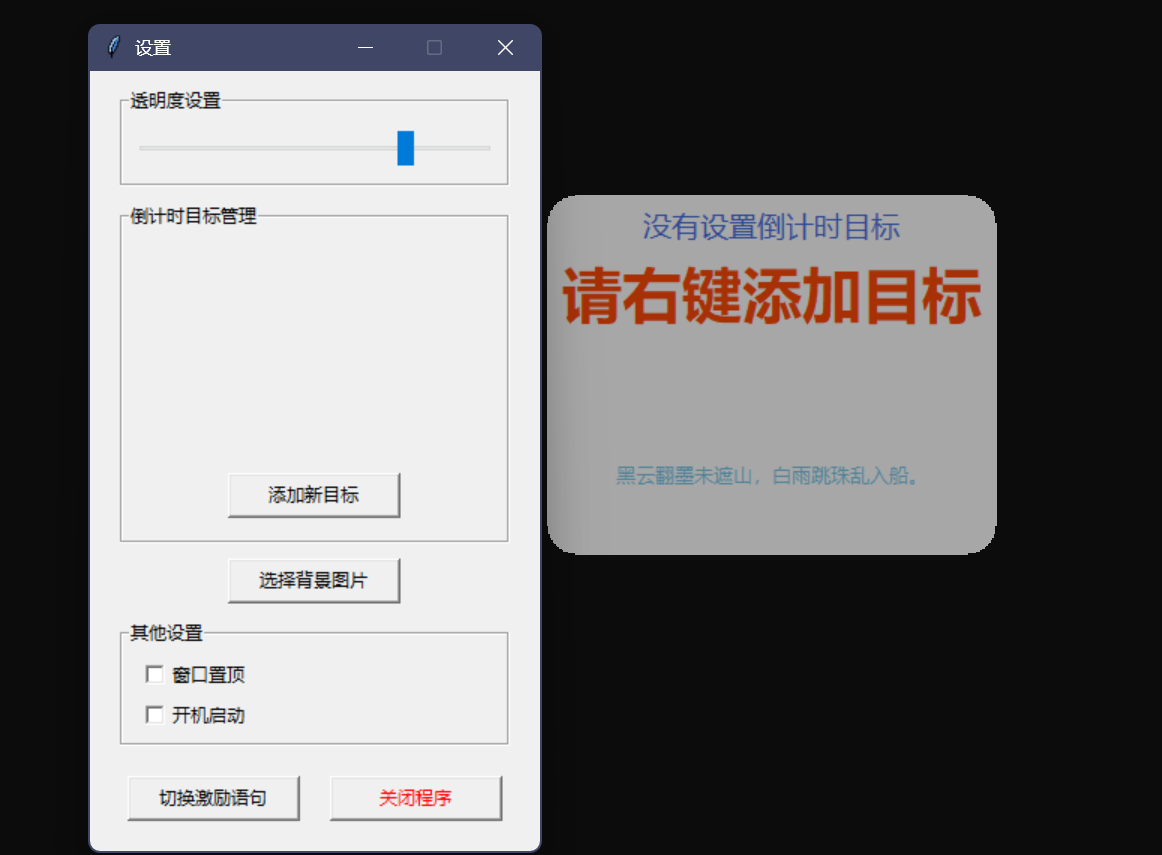 设置
透明度设置
倒计时目标管理
添加新目标
选择背景图片
其他设置
窗口置顶
开机启动
切换激励语句
关闭程序
没有设置倒计时目标
请右键添加目标
黑云翻墨未遮山，白雨跳珠乱入船。